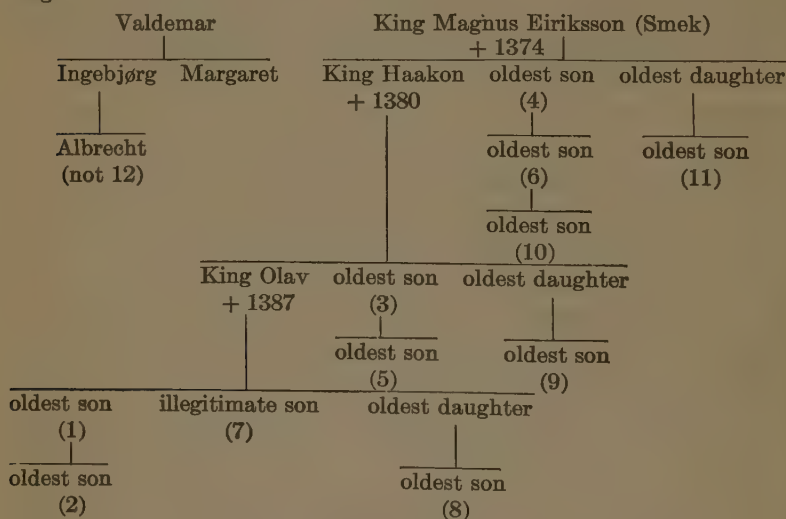 Valdemar King Magnus Eiriksson (Smek)
+ 1374
Ingebjørg Margaret King Haakon oldest son oldest daughter
+ 1380 (4)
Albrecht oldest son oldest son
(not 12) (6) (11)
oldest son
(10)
King Olav oldest son oldest daughter
+ 1387 (3)
oldest son oldest son
(5) (9)
oldest son illegitimate son oldest daughter
(1) (7)
oldest son oldest son
(2) (8)